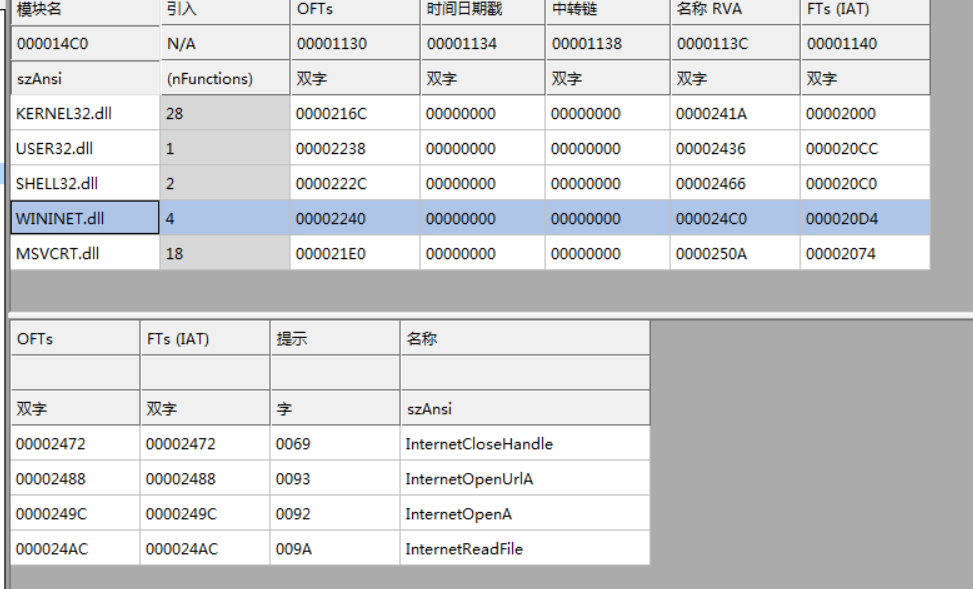 模块名 引入 OFTs 时间日期戳 中转链 名称 RVA FTs (IAT)
000014C0 N/A 00001130 00001134 00001138 0000113C 00001140
szAnsi (nFunctions) 双字 双字 双字 双字 双字
KERNEL32.dll 28 0000216C 00000000 00000000 0000241A 00002000
USER32.dll 1 00002238 00000000 00000000 00002436 000020CC
SHELL32.dll 2 0000222C 00000000 00000000 00002466 000020C0
WININET.dll 4 00002240 00000000 00000000 000024C0 000020D4
MSVCRT.dll 18 000021E0 00000000 00000000 0000250A 00002074
OFTs FTs (IAT) 提示 名称
双字 双字 字 szAnsi
00002472 00002472 0069 InternetCloseHandle
00002488 00002488 0093 InternetOpenUrlA
0000249C 0000249C 0092 InternetOpenA
000024AC 000024AC 009A InternetReadFile